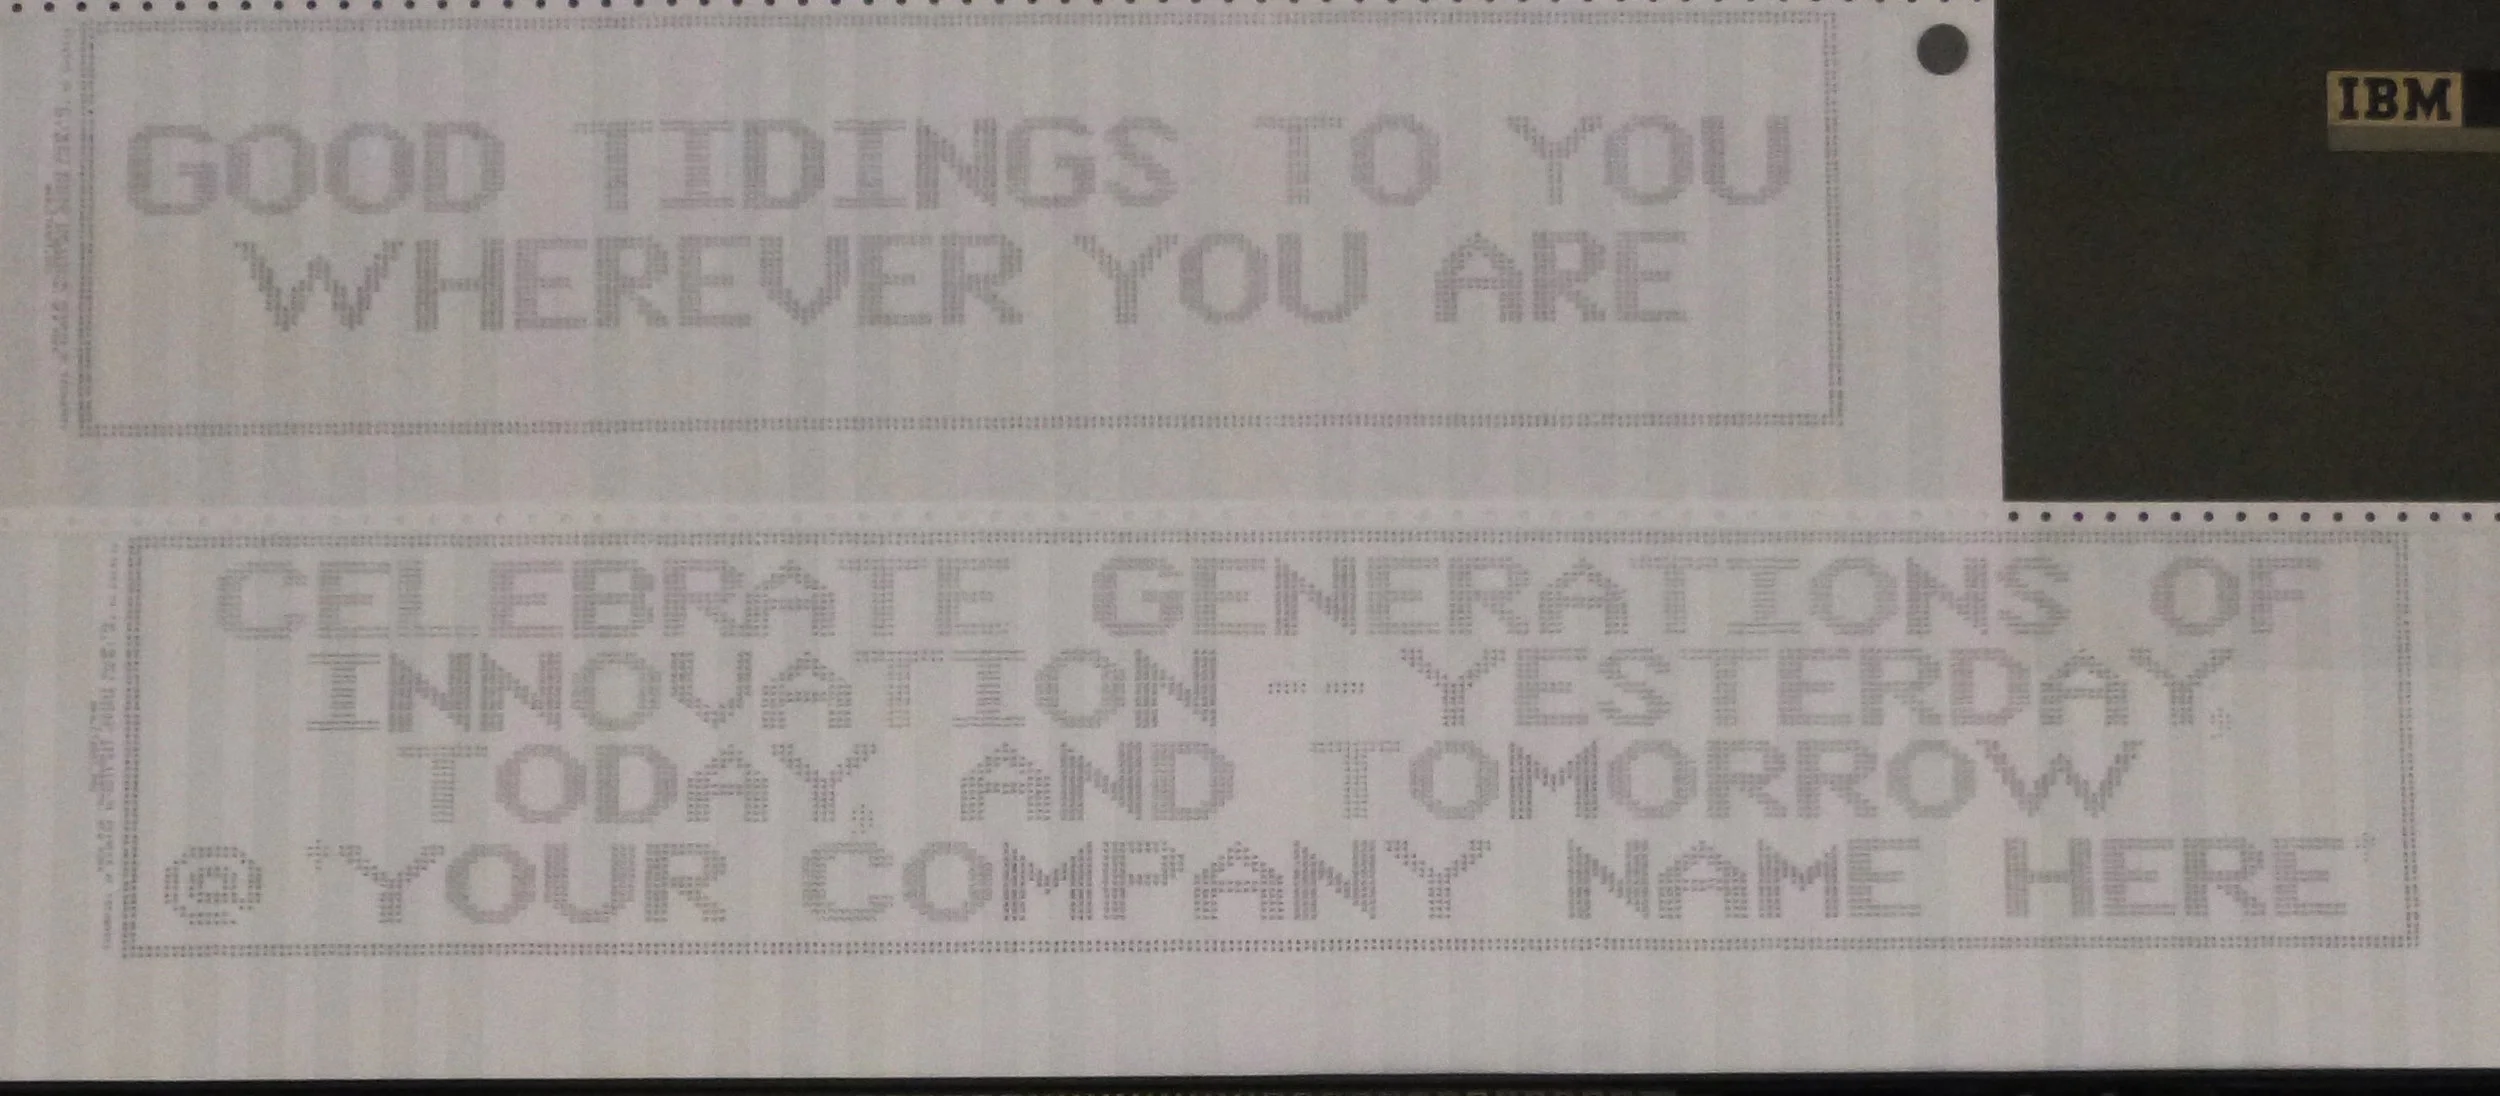 GOOD TIDINGS TO YOU
WHEREVER YOU ARE
IBM
CELEBRATE GENERATIONS OF
INNOVATION -- YESTERDAY,
TODAY, AND TOMORROW
@ "YOUR COMPANY NAME HERE"